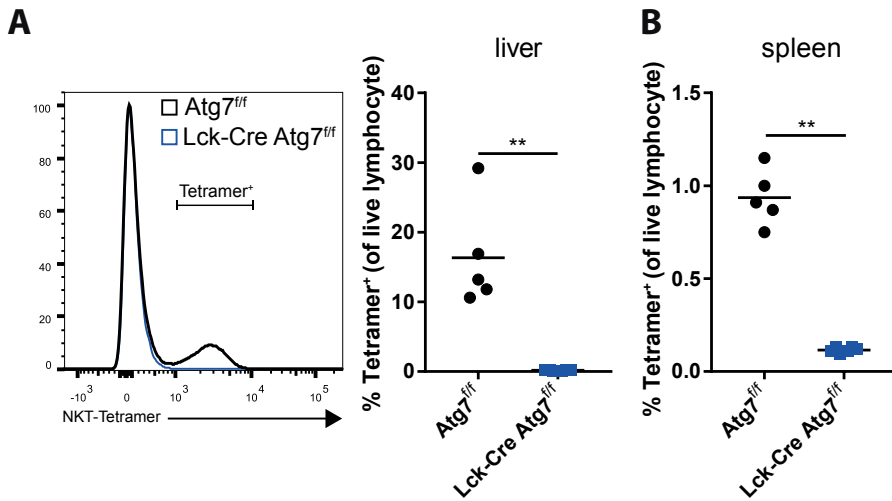 A
Atg7f/f
Lck-Cre Atg7f/f
Tetramer+
100
80
60
40
20
0
-10 3
0
10 3
10 4
10 5
NKT-Tetramer
liver
% Tetramer+ (of live lymphocyte)
40
30
20
10
0
**
Atg7f/f
Lck-Cre Atg7f/f
B
spleen
% Tetramer+ (of live lymphocyte)
1.5
1.0
0.5
0.0
**
Atg7f/f
Lck-Cre Atg7f/f